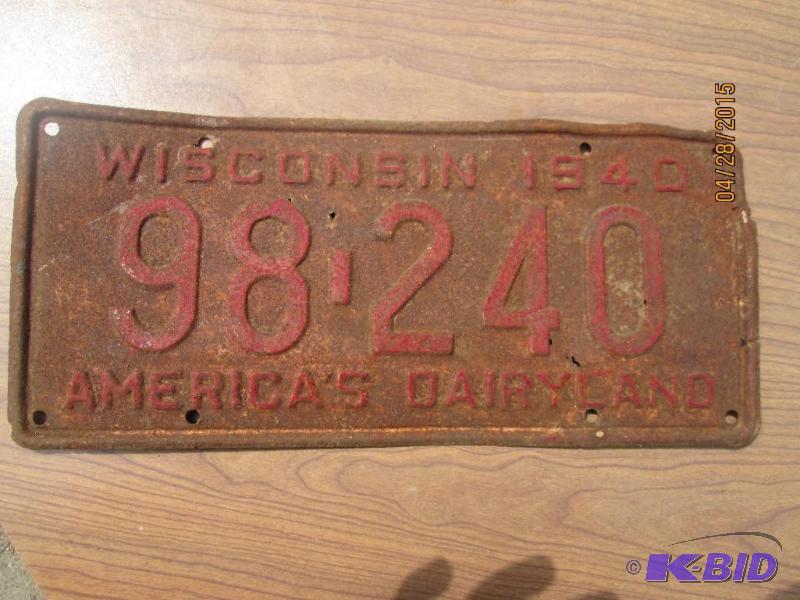 WISCONSIN 1940
98-240
AMERICA'S DAIRYLAND
04/28/2015
© K-BID